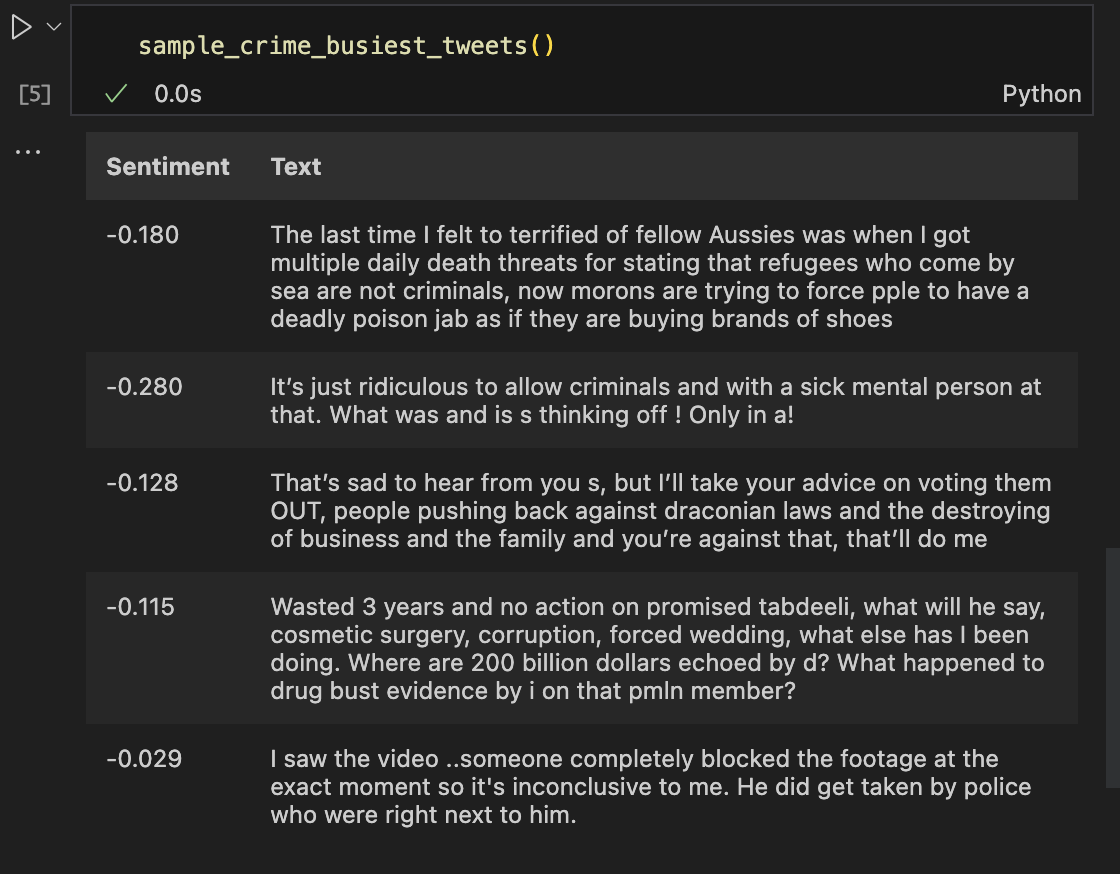 sample_crime_busiest_tweets()
[5]
0.0s
Python
...
Sentiment Text
-0.180 The last time I felt to terrified of fellow Aussies was when I got
multiple daily death threats for stating that refugees who come by
sea are not criminals, now morons are trying to force pple to have a
deadly poison jab as if they are buying brands of shoes
-0.280 It’s just ridiculous to allow criminals and with a sick mental person at
that. What was and is s thinking off ! Only in a!
-0.128 That’s sad to hear from you s, but I’ll take your advice on voting them
OUT, people pushing back against draconian laws and the destroying
of business and the family and you’re against that, that’ll do me
-0.115 Wasted 3 years and no action on promised tabdeeli, what will he say,
cosmetic surgery, corruption, forced wedding, what else has I been
doing. Where are 200 billion dollars echoed by d? What happened to
drug bust evidence by i on that pmln member?
-0.029 I saw the video ..someone completely blocked the footage at the
exact moment so it's inconclusive to me. He did get taken by police
who were right next to him.